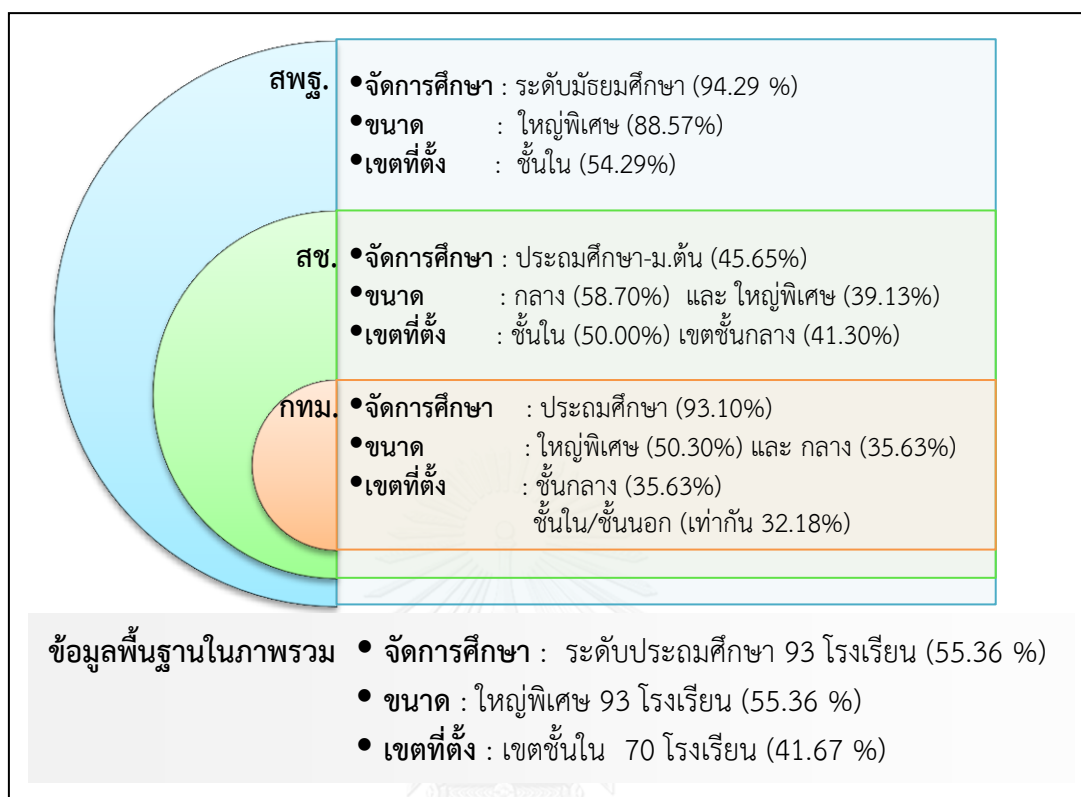 สพฐ.
•จัดการศึกษา : ระดับมัธยมศึกษา (94.29 %)
•ขนาด : ใหญ่พิเศษ (88.57%)
•เขตที่ตั้ง : ชั้นใน (54.29%)
สช.
•จัดการศึกษา : ประถมศึกษา-ม.ต้น (45.65%)
•ขนาด : กลาง (58.70%) และ ใหญ่พิเศษ (39.13%)
•เขตที่ตั้ง : ชั้นใน (50.00%) เขตชั้นกลาง (41.30%)
กทม.
•จัดการศึกษา : ประถมศึกษา (93.10%)
•ขนาด : ใหญ่พิเศษ (50.30%) และ กลาง (35.63%)
•เขตที่ตั้ง : ชั้นกลาง (35.63%)
ชั้นใน/ชั้นนอก (เท่ากัน 32.18%)
ข้อมูลพื้นฐานในภาพรวม • จัดการศึกษา : ระดับประถมศึกษา 93 โรงเรียน (55.36 %)
• ขนาด : ใหญ่พิเศษ 93 โรงเรียน (55.36 %)
• เขตที่ตั้ง : เขตชั้นใน 70 โรงเรียน (41.67 %)